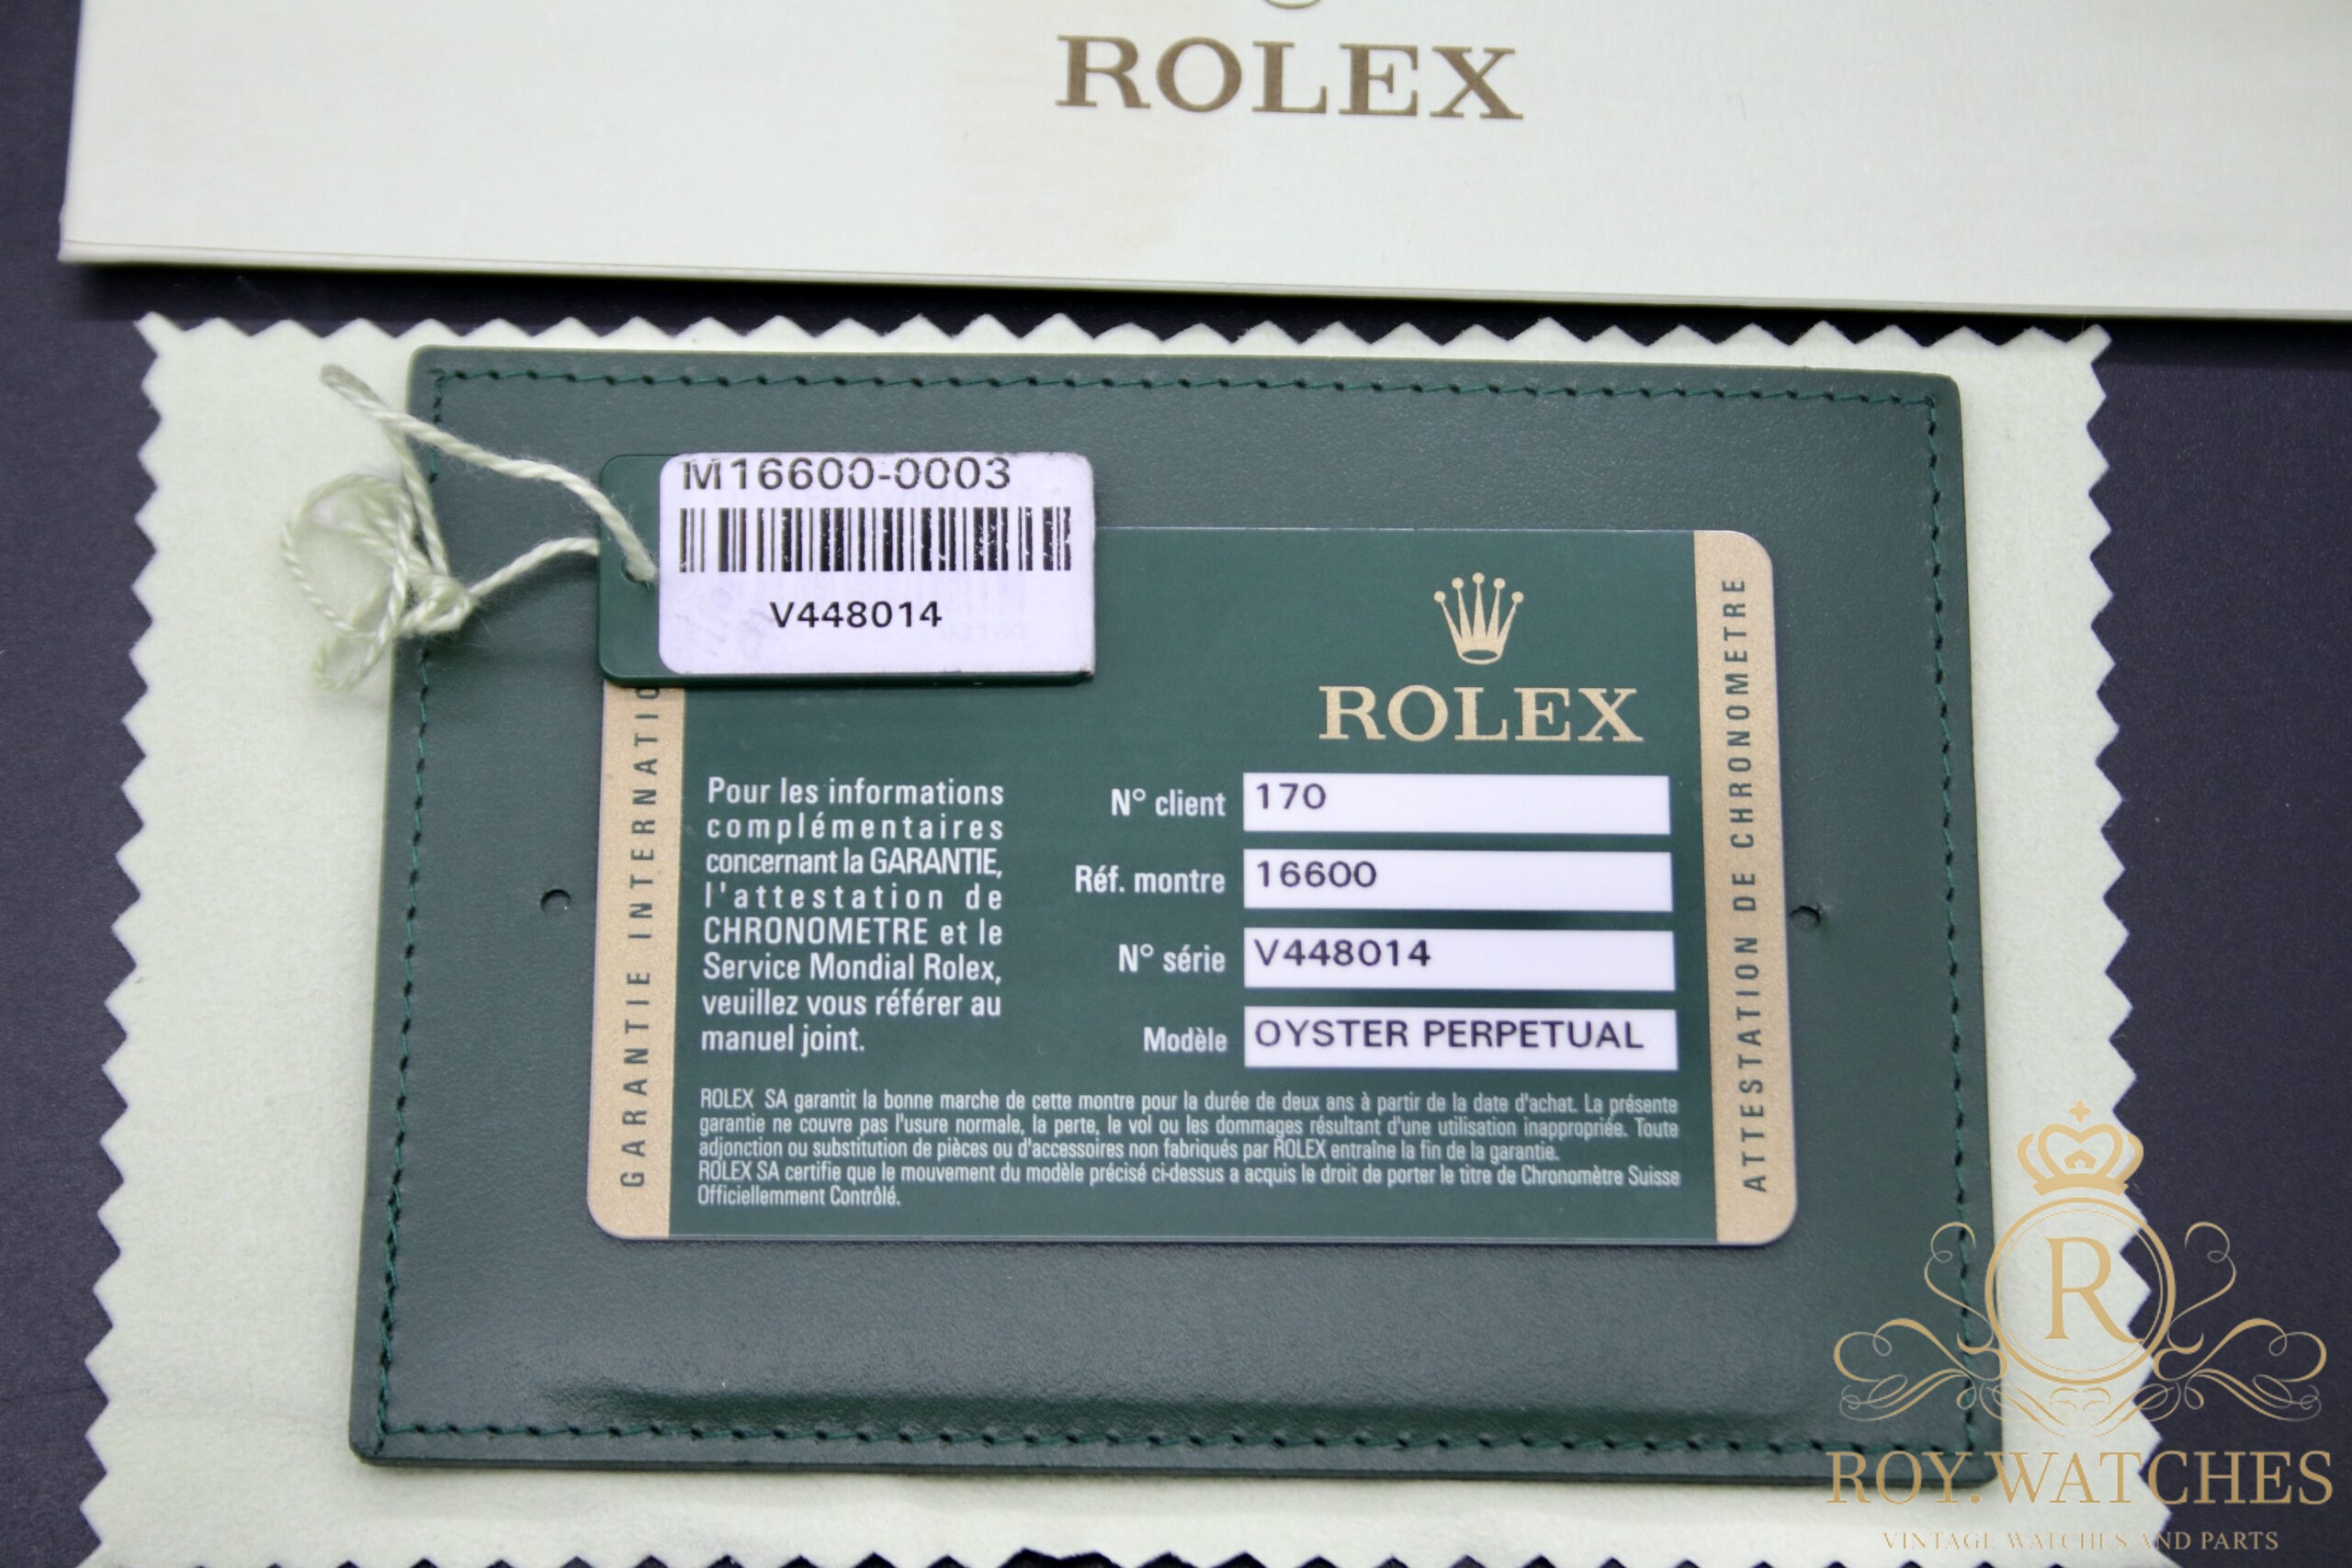 ROLEX
M16600-0003
V448014
ROLEX
GARANTIE INTERNATIO
ATTESTATION DE CHRONOMETRE
Pour les informations
complémentaires
concernant la GARANTIE,
l'attestation de
CHRONOMETRE et le
Service Mondial Rolex,
veuillez vous référer au
manuel joint.
N° client 170
Réf. montre 16600
N° série V448014
Modèle OYSTER PERPETUAL
ROLEX SA garantit la bonne marche de cette montre pour la durée de deux ans à partir de la date d'achat. La présente
garantie ne couvre pas l'usure normale, la perte, le vol ou les dommages résultant d'une utilisation inappropriée. Toute
adjonction ou substitution de pièces ou d'accessoires non fabriqués par ROLEX entraîne la fin de la garantie.
ROLEX SA certifie que le mouvement du modèle précisé ci-dessus a acquis le droit de porter le titre de Chronomètre Suisse
Officiellemment Contrôlé.
R
ROY.WATCHES
VINTAGE WATCHES AND PARTS